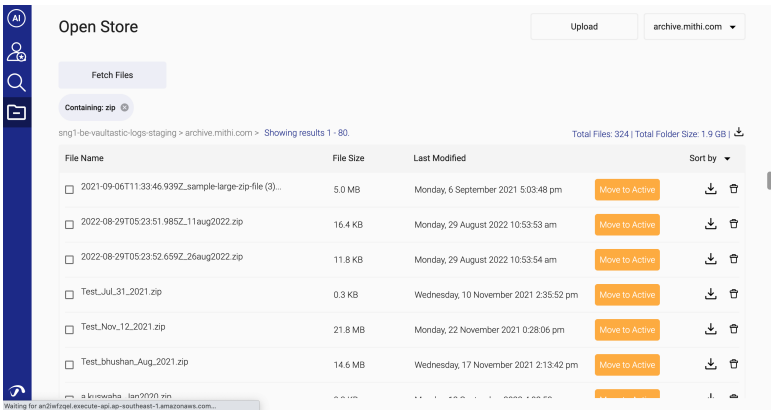 AI
Open Store
Upload
archive.mithi.com
Fetch Files
Containing: zip
sng1-be-vaultastic-logs-staging > archive.mithi.com > Showing results 1 - 80.
Total Files: 324 | Total Folder Size: 1.9 GB |
File Name File Size Last Modified Sort by
2021-09-06T11:33:46.939Z_sample-large-zip-file (3)... 5.0 MB Monday, 6 September 2021 5:03:48 pm Move to Active
2022-08-29T05:23:51.985Z_11aug2022.zip 16.4 KB Monday, 29 August 2022 10:53:53 am Move to Active
2022-08-29T05:23:52.659Z_26aug2022.zip 11.8 KB Monday, 29 August 2022 10:53:54 am Move to Active
Test_Jul_31_2021.zip 0.3 KB Wednesday, 10 November 2021 2:35:52 pm Move to Active
Test_Nov_12_2021.zip 21.8 MB Monday, 22 November 2021 0:28:06 pm Move to Active
Test_bhushan_Aug_2021.zip 14.6 MB Wednesday, 17 November 2021 2:13:42 pm Move to Active
a.kuswaha_Jan2020.zip
Waiting for an2iwfzqel.execute-api.ap-southeast-1.amazonaws.com...